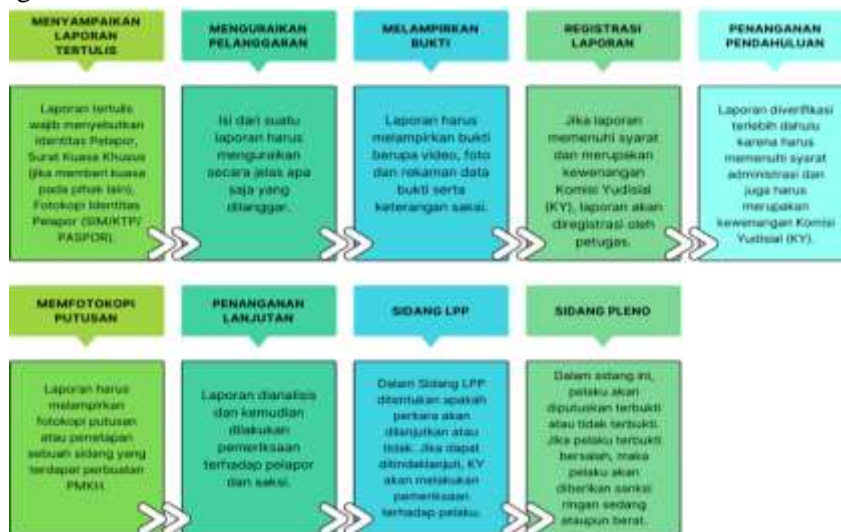 MENYAMPAIKAN
LAPORAN
TERTULIS
Laporan tertulis
wajib menyebutkan
Identitas Pelapor,
Surat Kuasa Khusus
(jika memberi kuasa
pada pihak lain),
Fotokopi Identitas
Pelapor (SIM/KTP/
PASPOR).
MENGURAIKAN
PELANGGARAN
Isi dari suatu
laporan harus
menguraikan
secara jelas apa
saja yang
dilanggar.
MELAMPIRKAN
BUKTI
Laporan harus
melampirkan bukti
berupa video, foto
dan rekaman data
bukti serta
keterangan saksi.
REGISTRASI
LAPORAN
Jika laporan
memenuhi syarat
dan merupakan
kewenangan
Komisi Yudisial
(KY), laporan akan
diregistrasi oleh
petugas.
PENANGANAN
PENDAHULUAN
Laporan diverifikasi
terlebih dahulu
karena harus
memenuhi syarat
administrasi dan
juga harus
merupakan
kewenangan Komisi
Yudisial (KY).
MEMFOTOKOPI
PUTUSAN
Laporan harus
melampirkan
fotokopi putusan
atau penetapan
sebuah sidang yang
terdapat perbuatan
PMKH.
PENANGANAN
LANJUTAN
Laporan dianalisis
dan kemudian
dilakukan
pemeriksaan
terhadap pelapor
dan saksi.
SIDANG LPP
Dalam Sidang LPP
ditentukan apakah
perkara akan
dilanjutkan atau
tidak. Jika dapat
ditindaklanjuti, KY
akan melakukan
pemeriksaan
terhadap pelaku.
SIDANG PLENO
Dalam sidang ini,
pelaku akan
diputuskan terbukti
atau tidak terbukti.
Jika pelaku terbukti
bersalah, maka
pelaku akan
diberikan sanksi
ringan sedang
ataupun berat.